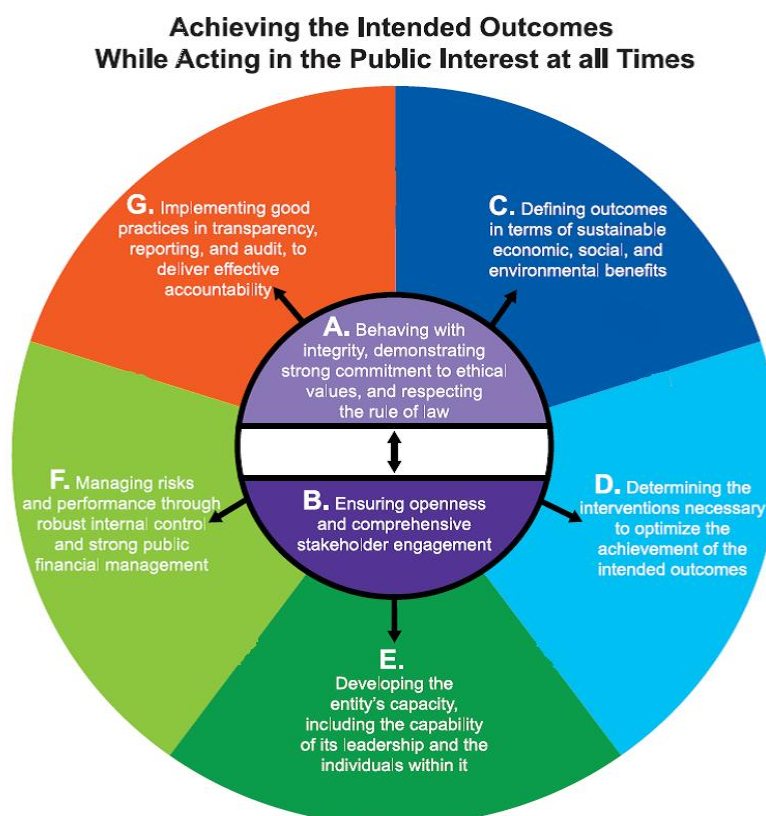 Achieving the Intended Outcomes
While Acting in the Public Interest at all Times
G. Implementing good
practices in transparency,
reporting, and audit, to
deliver effective
accountability
C. Defining outcomes
in terms of sustainable
economic, social, and
environmental benefits
A. Behaving with
integrity, demonstrating
strong commitment to ethical
values, and respecting
the rule of law
F. Managing risks
and performance through
robust internal control
and strong public
financial management
B. Ensuring openness
and comprehensive
stakeholder engagement
D. Determining the
interventions necessary
to optimize the
achievement of the
intended outcomes
E.
Developing the
entity's capacity,
including the capability
of its leadership and the
individuals within it